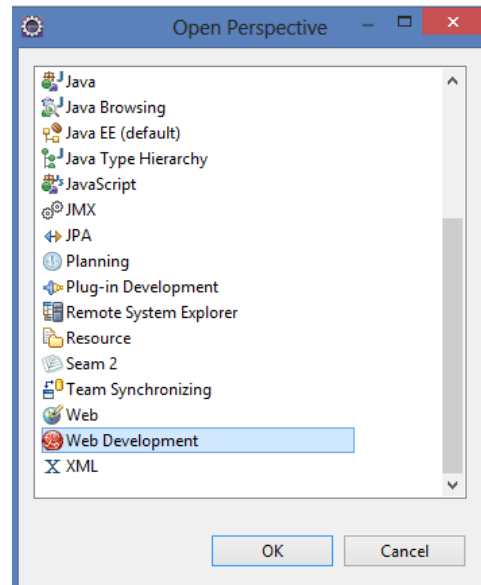 Open Perspective
Java
Java Browsing
Java EE (default)
Java Type Hierarchy
JavaScript
JMX
JPA
Planning
Plug-in Development
Remote System Explorer
Resource
Seam 2
Team Synchronizing
Web
Web Development
XML
OK Cancel